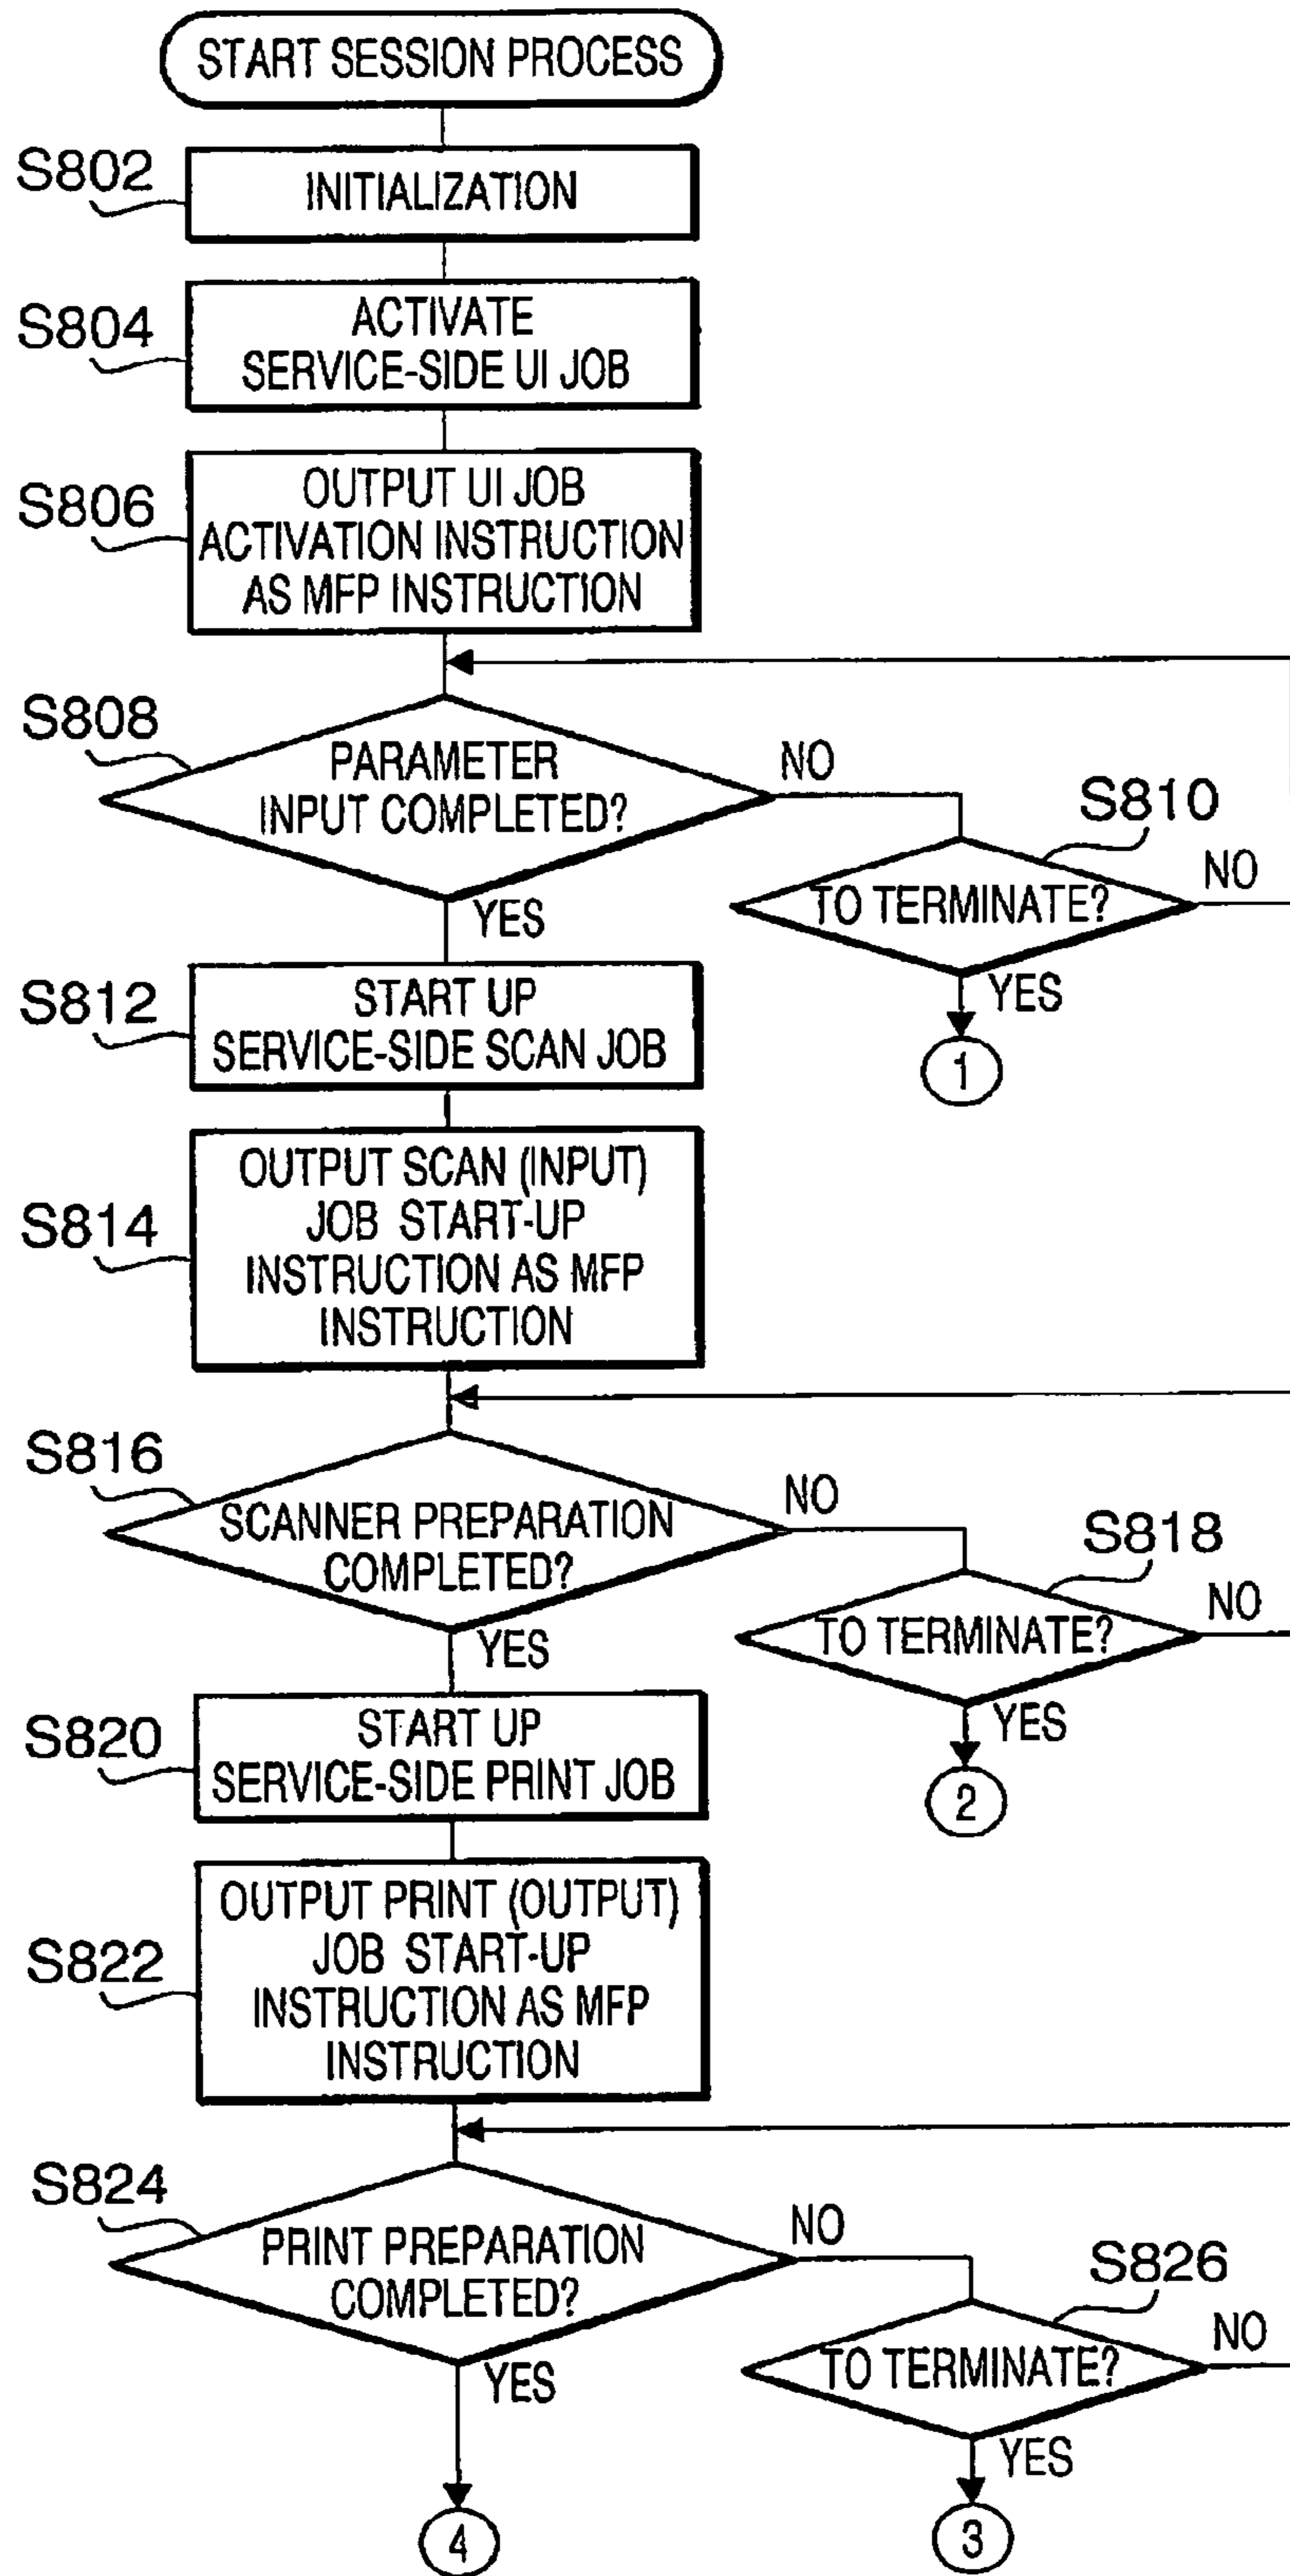 START SESSION PROCESS
S802
INITIALIZATION
S804
ACTIVATE
SERVICE-SIDE UI JOB
S806
OUTPUT UI JOB
ACTIVATION INSTRUCTION
AS MFP INSTRUCTION
S808
PARAMETER
INPUT COMPLETED?
NO
S810
TO TERMINATE?
NO
YES
YES
1
S812
START UP
SERVICE-SIDE SCAN JOB
S814
OUTPUT SCAN (INPUT)
JOB START-UP
INSTRUCTION AS MFP
INSTRUCTION
S816
SCANNER PREPARATION
COMPLETED?
NO
S818
TO TERMINATE?
NO
YES
YES
2
S820
START UP
SERVICE-SIDE PRINT JOB
S822
OUTPUT PRINT (OUTPUT)
JOB START-UP
INSTRUCTION AS MFP
INSTRUCTION
S824
PRINT PREPARATION
COMPLETED?
NO
S826
TO TERMINATE?
NO
YES
YES
4
3